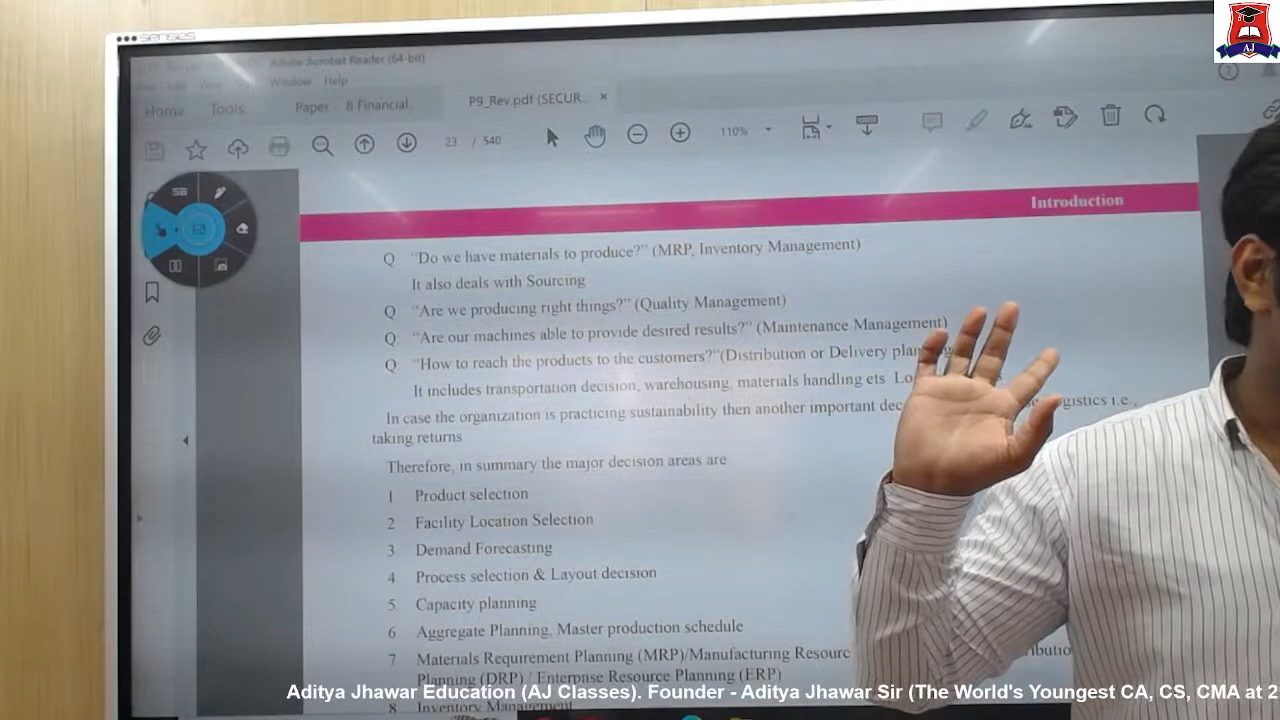 senses
Adobe Acrobat Reader (64-bit)
Window Help
Home Tools Paper - 8 Financial.. P9_Rev.pdf (SECUR... ×
23 / 540 110%
SB
AJ
Introduction
Q "Do we have materials to produce?" (MRP, Inventory Management)
It also deals with Sourcing
Q "Are we producing right things?" (Quality Management)
Q "Are our machines able to provide desired results?" (Maintenance Management)
Q "How to reach the products to the customers?"(Distribution or Delivery
It includes transportation decision, warehousing, materials handling ets
In case the organization is practicing sustainability then another important logistics i.e.,
taking returns
Therefore, in summary the major decision areas are
1 Product selection
2 Facility Location Selection
3 Demand Forecasting
4 Process selection & Layout decision
5 Capacity planning
6 Aggregate Planning, Master production schedule
7 Materials Requirement Planning (MRP)/Manufacturing
Planning (DRP) / Enterprise Resource Planning (ERP)
8 Inventory Management
Aditya Jhawar Education (AJ Classes). Founder - Aditya Jhawar Sir (The World's Youngest CA, CS, CMA at 2